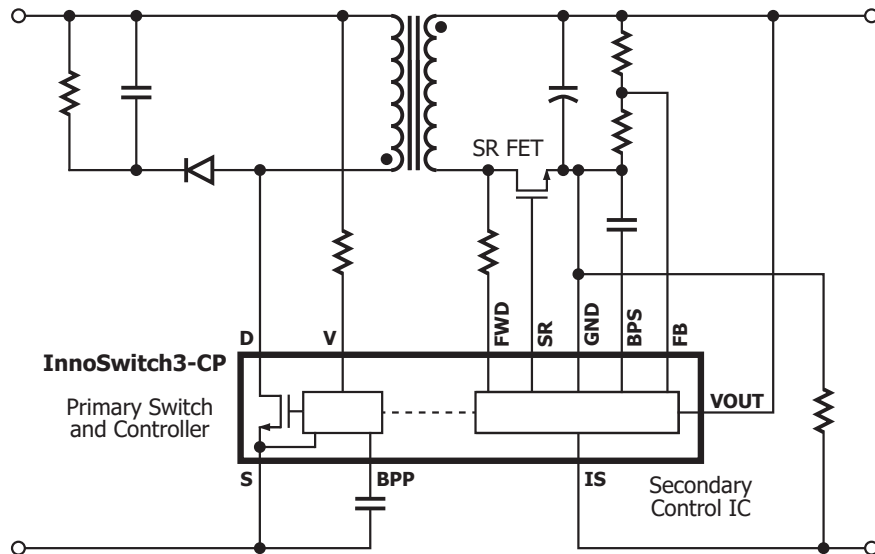 SR FET
D
V
FWD
SR
GND
BPS
FB
InnoSwitch3-CP
Primary Switch
and Controller
VOUT
S
BPP
IS
Secondary
Control IC